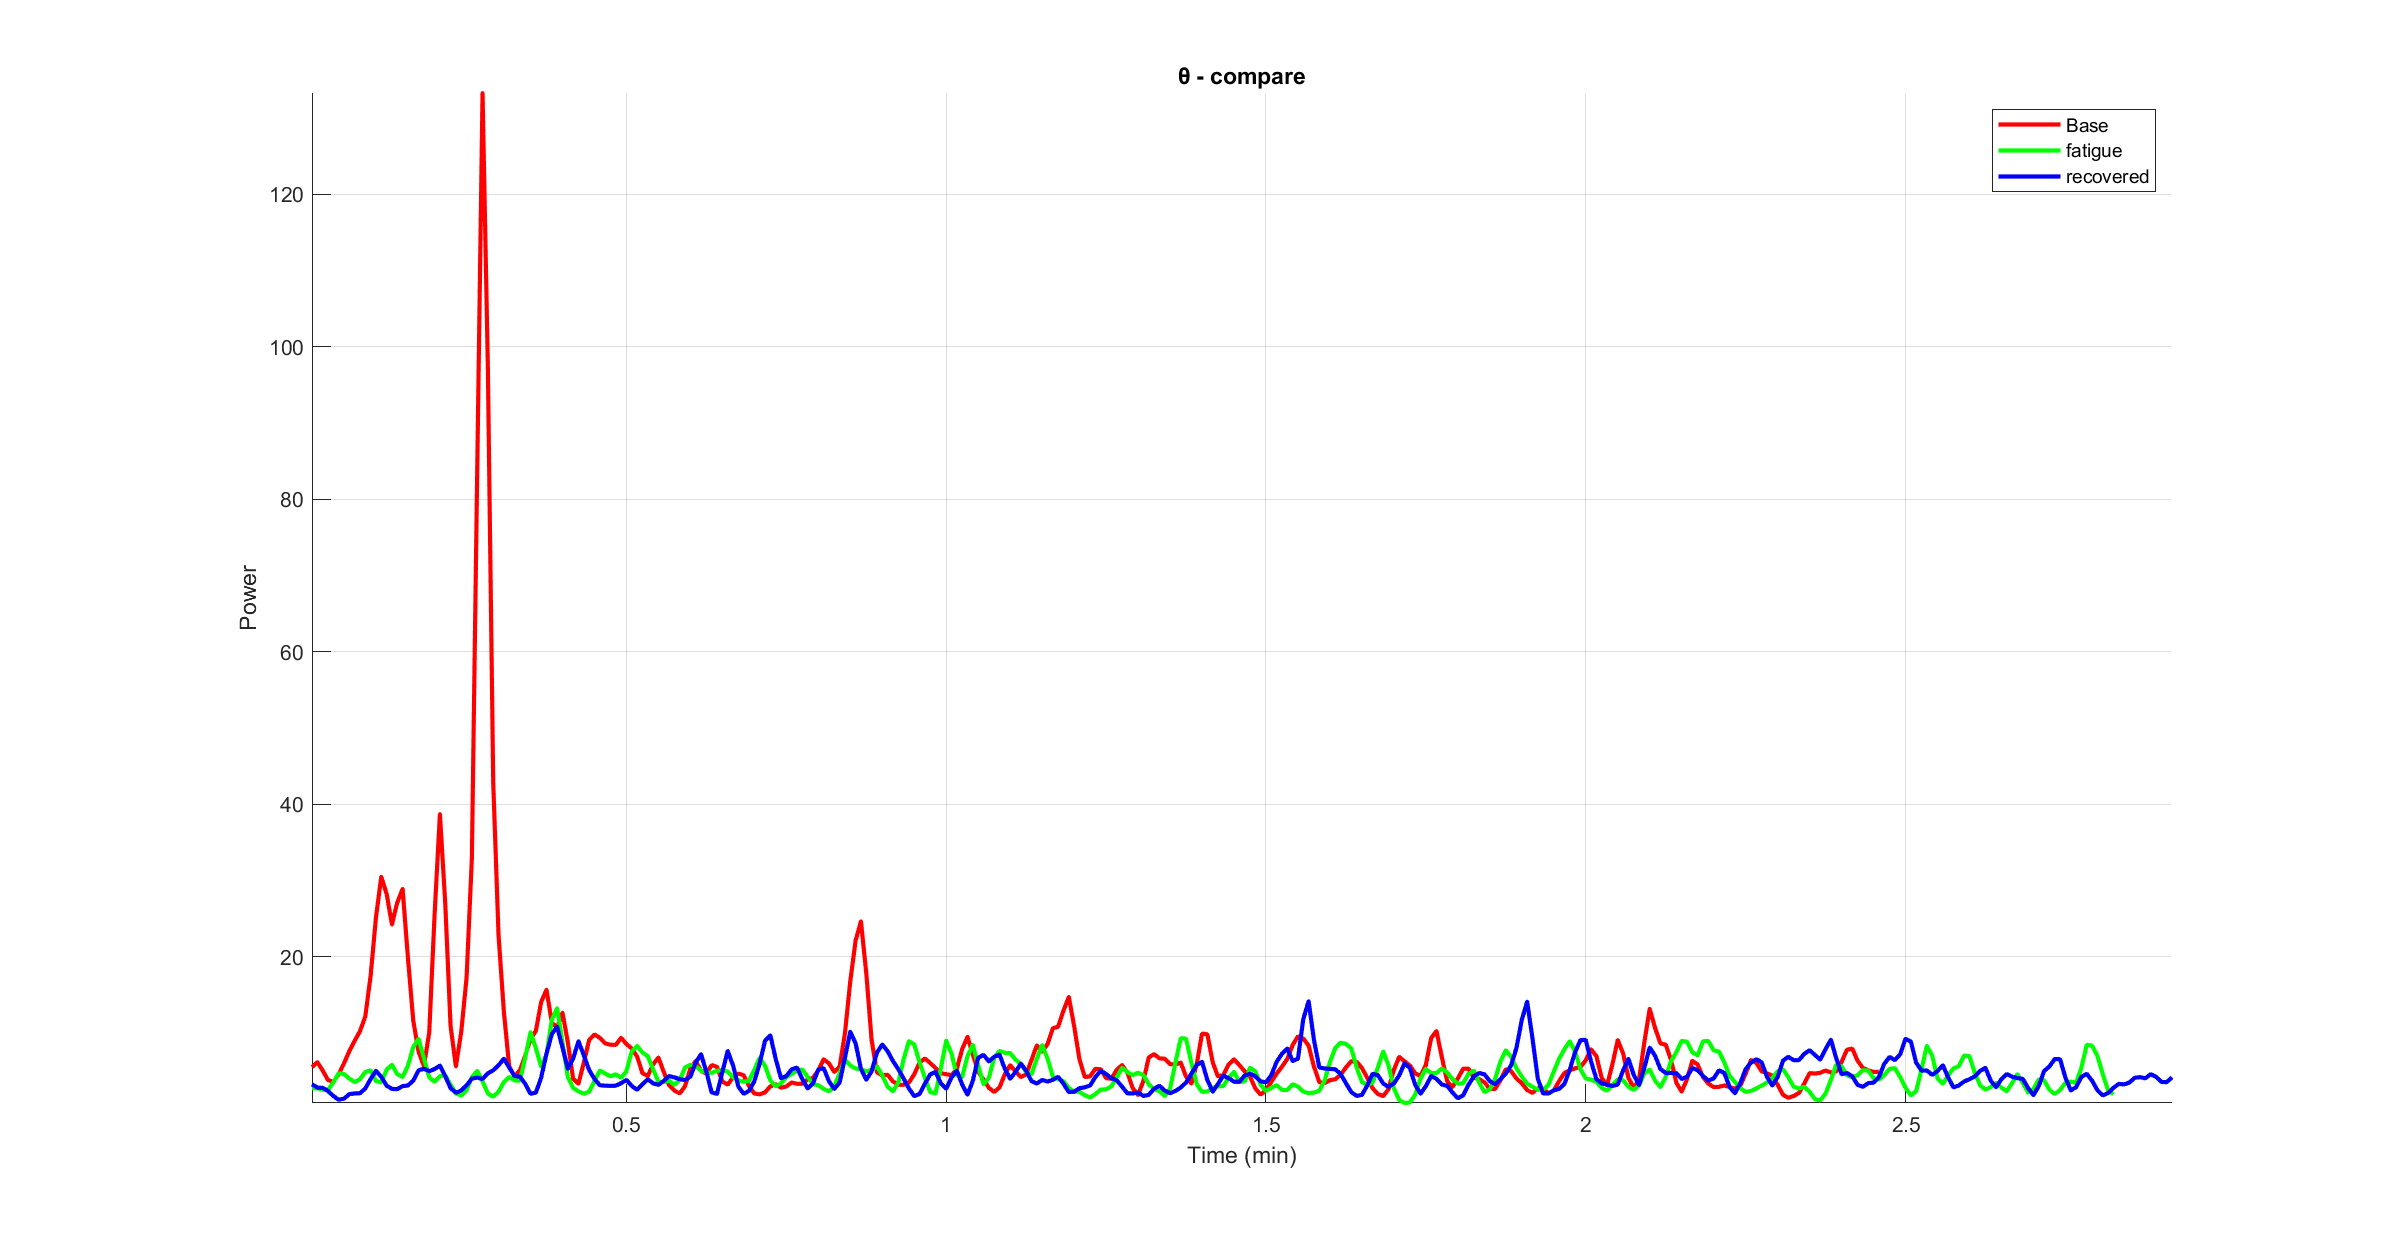 θ - compare
Base
fatigue
recovered
120
100
80
60
40
20
Power
0.5 1 1.5 2 2.5
Time (min)